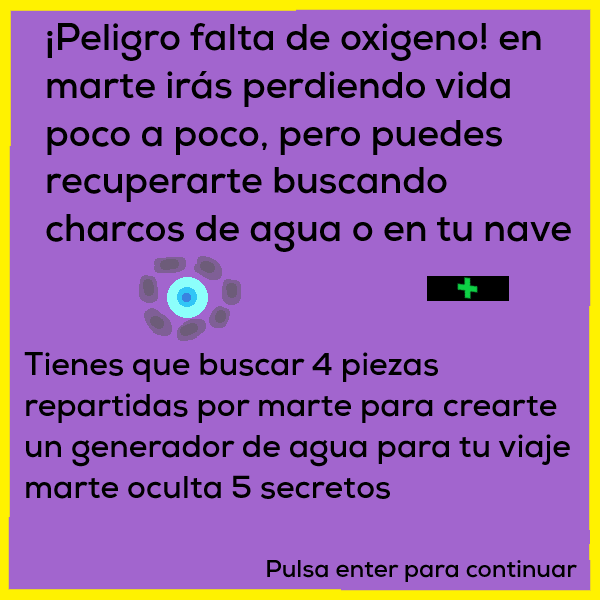 ¡Peligro falta de oxigeno! en
marte irás perdiendo vida
poco a poco, pero puedes
recuperarte buscando
charcos de agua o en tu nave
Tienes que buscar 4 piezas
repartidas por marte para crearte
un generador de agua para tu viaje
marte oculta 5 secretos
Pulsa enter para continuar